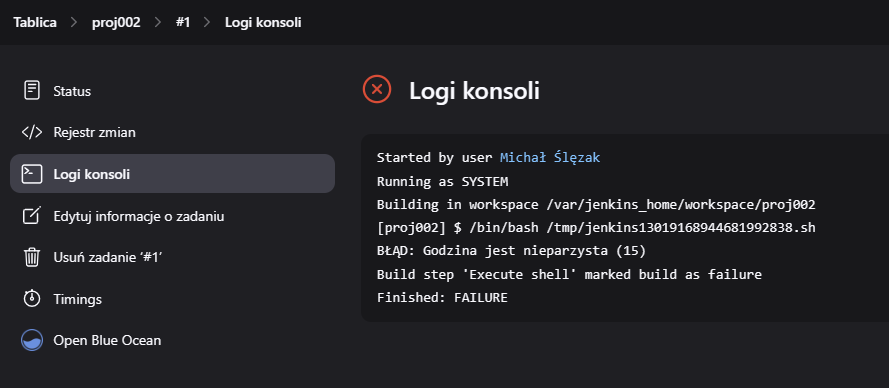 Tablica > proj002 > #1 > Logi konsoli
Status
Rejestr zmian
Logi konsoli
Edytuj informacje o zadaniu
Usuń zadanie ‘#1’
Timings
Open Blue Ocean
Logi konsoli
Started by user Michał Ślęzak
Running as SYSTEM
Building in workspace /var/jenkins_home/workspace/proj002
[proj002] $ /bin/bash /tmp/jenkins13019168944681992838.sh
BŁĄD: Godzina jest nieparzysta (15)
Build step 'Execute shell' marked build as failure
Finished: FAILURE